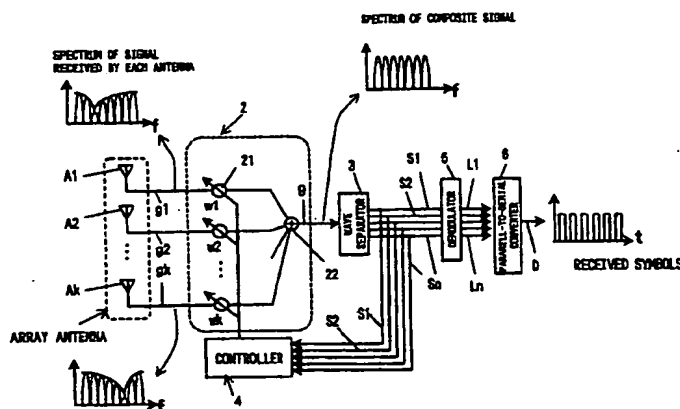 SPECTRUM OF COMPOSITE SIGNAL
SPECTRUM OF SIGNAL
RECEIVED BY EACH ANTENNA
f
f
2
A1
21
g
3
S1
5
L1
6
w1
S2
g1
A2
w2
WAVE
SEPARATOR
DEMODULATOR
PARARELL-TO-SERIAL
CONVERTER
t
g2
22
D
RECEIVED SYMBOLS
gk
Sn
Ln
Ak
wk
S2
S1
ARRAY ANTENNA
CONTROLLER
4
f